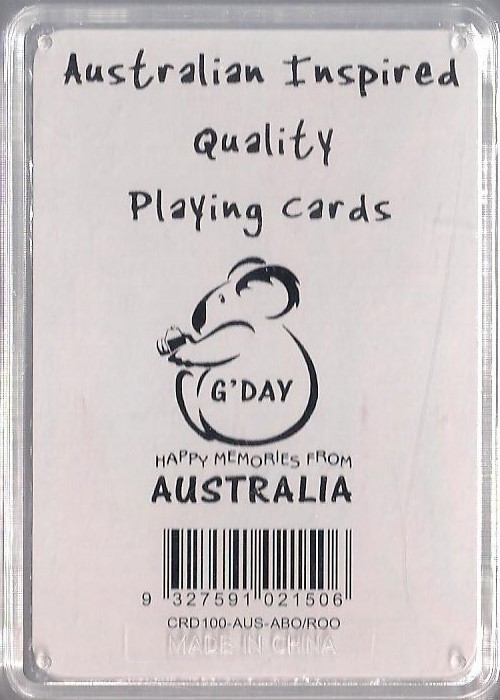 Australian Inspired
Quality
Playing Cards
G'DAY
HAPPY MEMORIES FROM
AUSTRALIA
9 327591 021506
CRD100-AUS-ABO/ROO
MADE IN CHINA